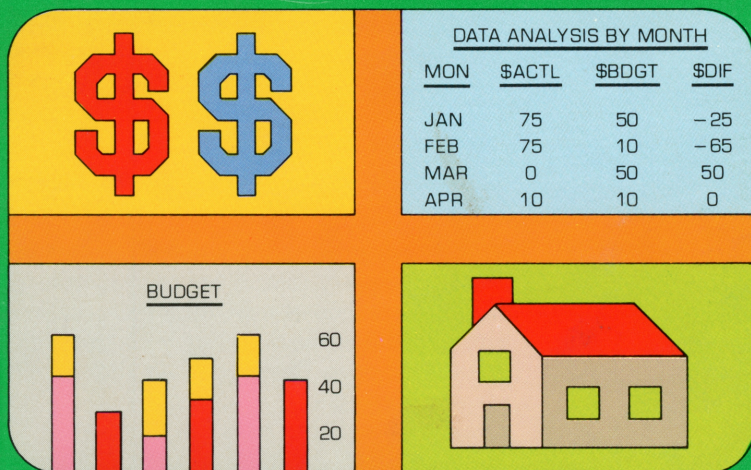 $ $
DATA ANALYSIS BY MONTH
MON $ACTL $BDGT $DIF
JAN 75 50 -25
FEB 75 10 -65
MAR 0 50 50
APR 10 10 0
BUDGET
60
40
20